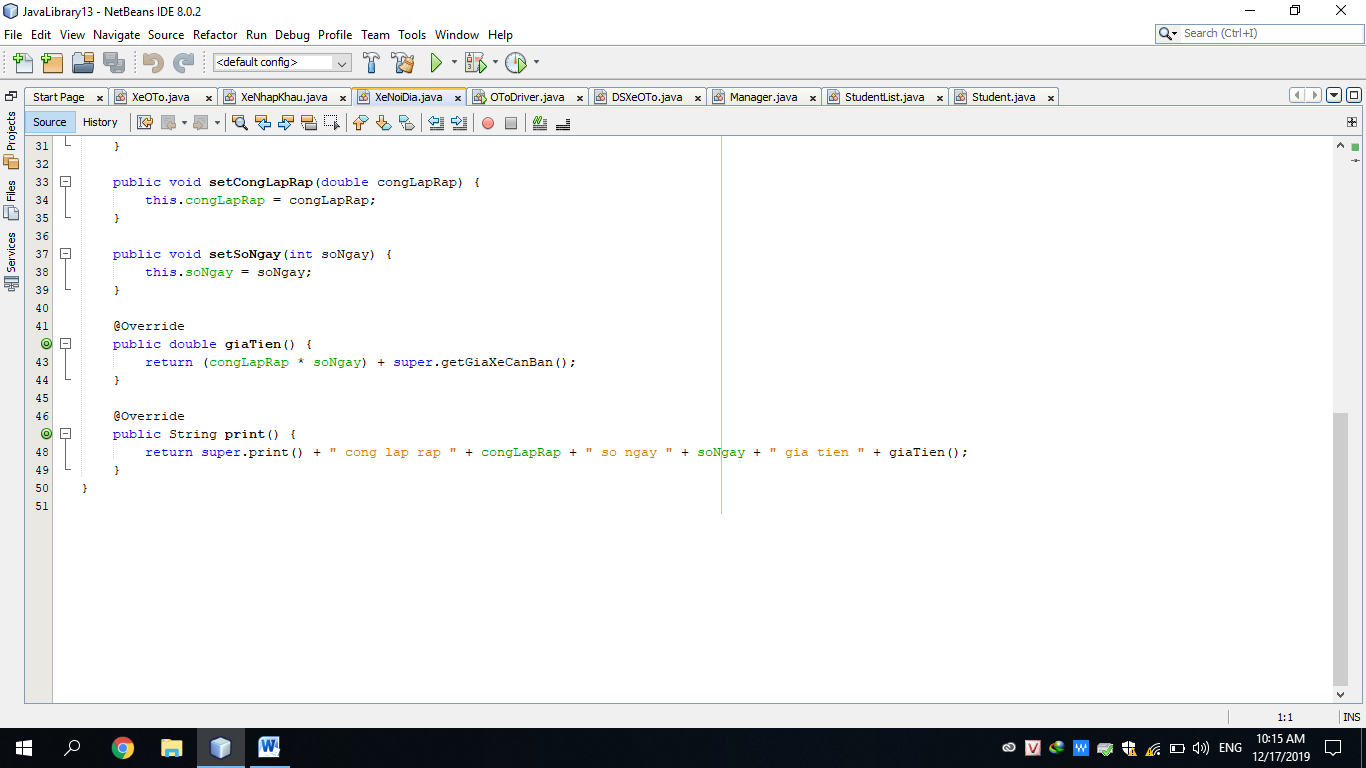 JavaLibrary13 - NetBeans IDE 8.0.2
File Edit View Navigate Source Refactor Run Debug Profile Team Tools Window Help
Search (Ctrl+I)
<default config>
Start Page XeOTo.java XeNhapKhau.java XeNoiDia.java OToDriver.java DSXeOTo.java Manager.java StudentList.java Student.java
Source History
Projects
Files
Services
31 }
32
33 public void setCongLapRap(double congLapRap) {
34 this.congLapRap = congLapRap;
35 }
36
37 public void setSoNgay(int soNgay) {
38 this.soNgay = soNgay;
39 }
40
41 @Override
public double giaTien() {
43 return (congLapRap * soNgay) + super.getGiaXeCanBan();
44 }
45
46 @Override
public String print() {
48 return super.print() + " cong lap rap " + congLapRap + " so ngay " + soNgay + " gia tien " + giaTien();
49 }
50 }
51
1:1 INS
ENG
10:15 AM
12/17/2019